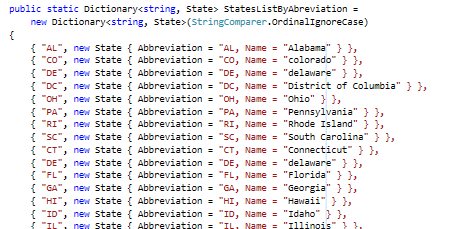 public static Dictionary<string, State> StatesListByAbreviation =
new Dictionary<string, State>(StringComparer.OrdinalIgnoreCase)
{
{ "AL", new State { Abbreviation = "AL, Name = "Alabama" } },
{ "CO", new State { Abbreviation = "CO, Name = "colorado" } },
{ "DE", new State { Abbreviation = "DE, Name = "delaware" } },
{ "DC", new State { Abbreviation = "DC, Name = "District of Columbia" } },
{ "OH", new State { Abbreviation = "OH, Name = "Ohio" } },
{ "PA", new State { Abbreviation = "PA, Name = "Pennsylvania" } },
{ "RI", new State { Abbreviation = "RI, Name = "Rhode Island" } },
{ "SC", new State { Abbreviation = "SC, Name = "South Carolina" } },
{ "CT", new State { Abbreviation = "CT, Name = "Connecticut" } },
{ "DE", new State { Abbreviation = "DE, Name = "delaware" } },
{ "FL", new State { Abbreviation = "FL, Name = "Florida" } },
{ "GA", new State { Abbreviation = "GA, Name = "Georgia" } },
{ "HI", new State { Abbreviation = "HI, Name = "Hawaii" } },
{ "ID", new State { Abbreviation = "ID, Name = "Idaho" } },
{ "IL", new State { Abbreviation = "IL, Name = "Illinois" } },